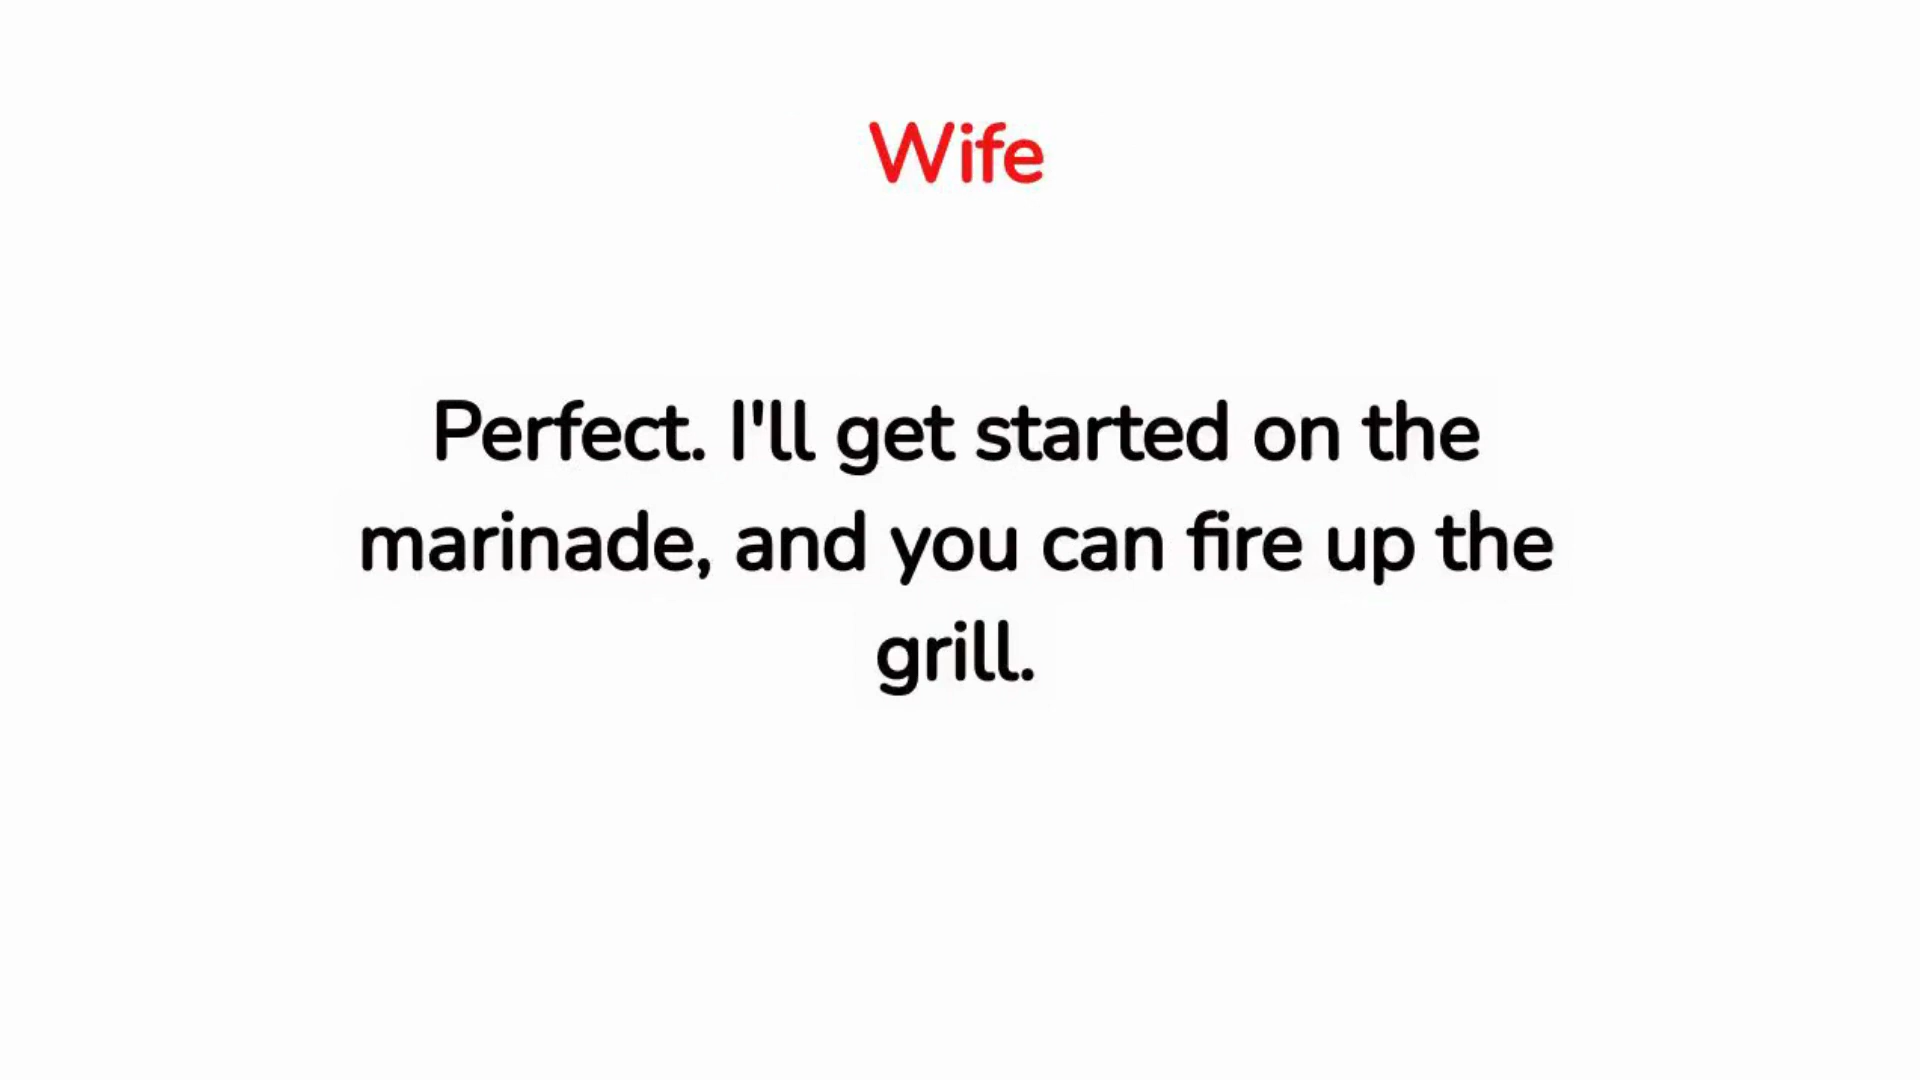 Wife
Perfect. I'll get started on the
marinade, and you can fire up the
grill.